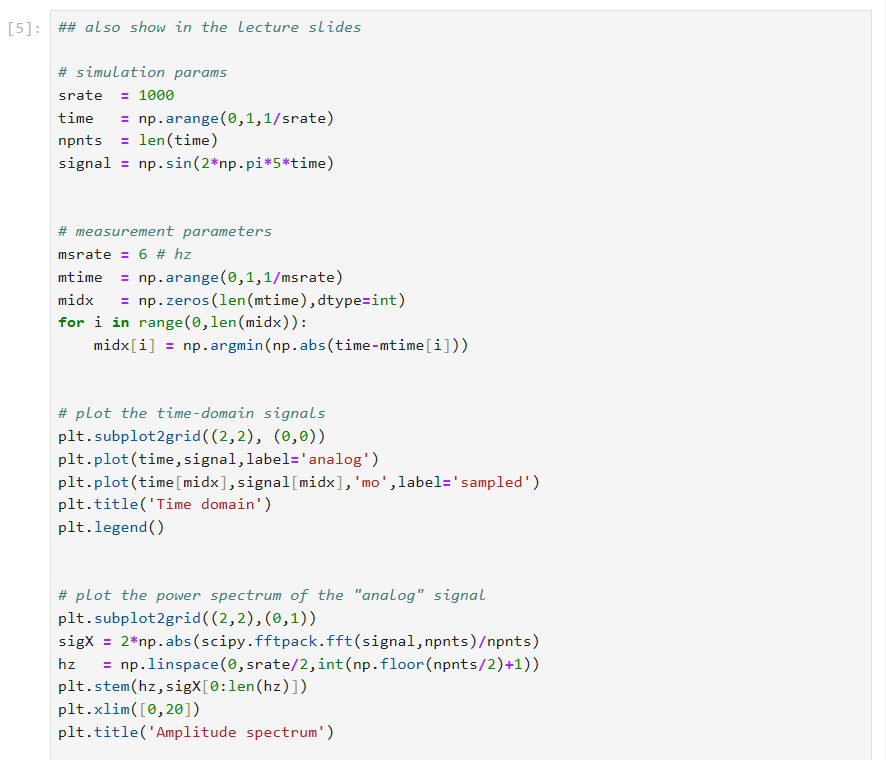 [5]:
## also show in the lecture slides
# simulation params
srate  = 1000
time   = np.arange(0,1,1/srate)
npnts  = len(time)
signal = np.sin(2*np.pi*5*time)
# measurement parameters
msrate = 6 # hz
mtime  = np.arange(0,1,1/msrate)
midx   = np.zeros(len(mtime),dtype=int)
for i in range(0,len(midx)):
    midx[i] = np.argmin(np.abs(time-mtime[i]))
# plot the time-domain signals
plt.subplot2grid((2,2), (0,0))
plt.plot(time,signal,label='analog')
plt.plot(time[midx],signal[midx],'mo',label='sampled')
plt.title('Time domain')
plt.legend()
# plot the power spectrum of the "analog" signal
plt.subplot2grid((2,2),(0,1))
sigX = 2*np.abs(scipy.fftpack.fft(signal,npnts)/npnts)
hz   = np.linspace(0,srate/2,int(np.floor(npnts/2)+1))
plt.stem(hz,sigX[0:len(hz)])
plt.xlim([0,20])
plt.title('Amplitude spectrum')